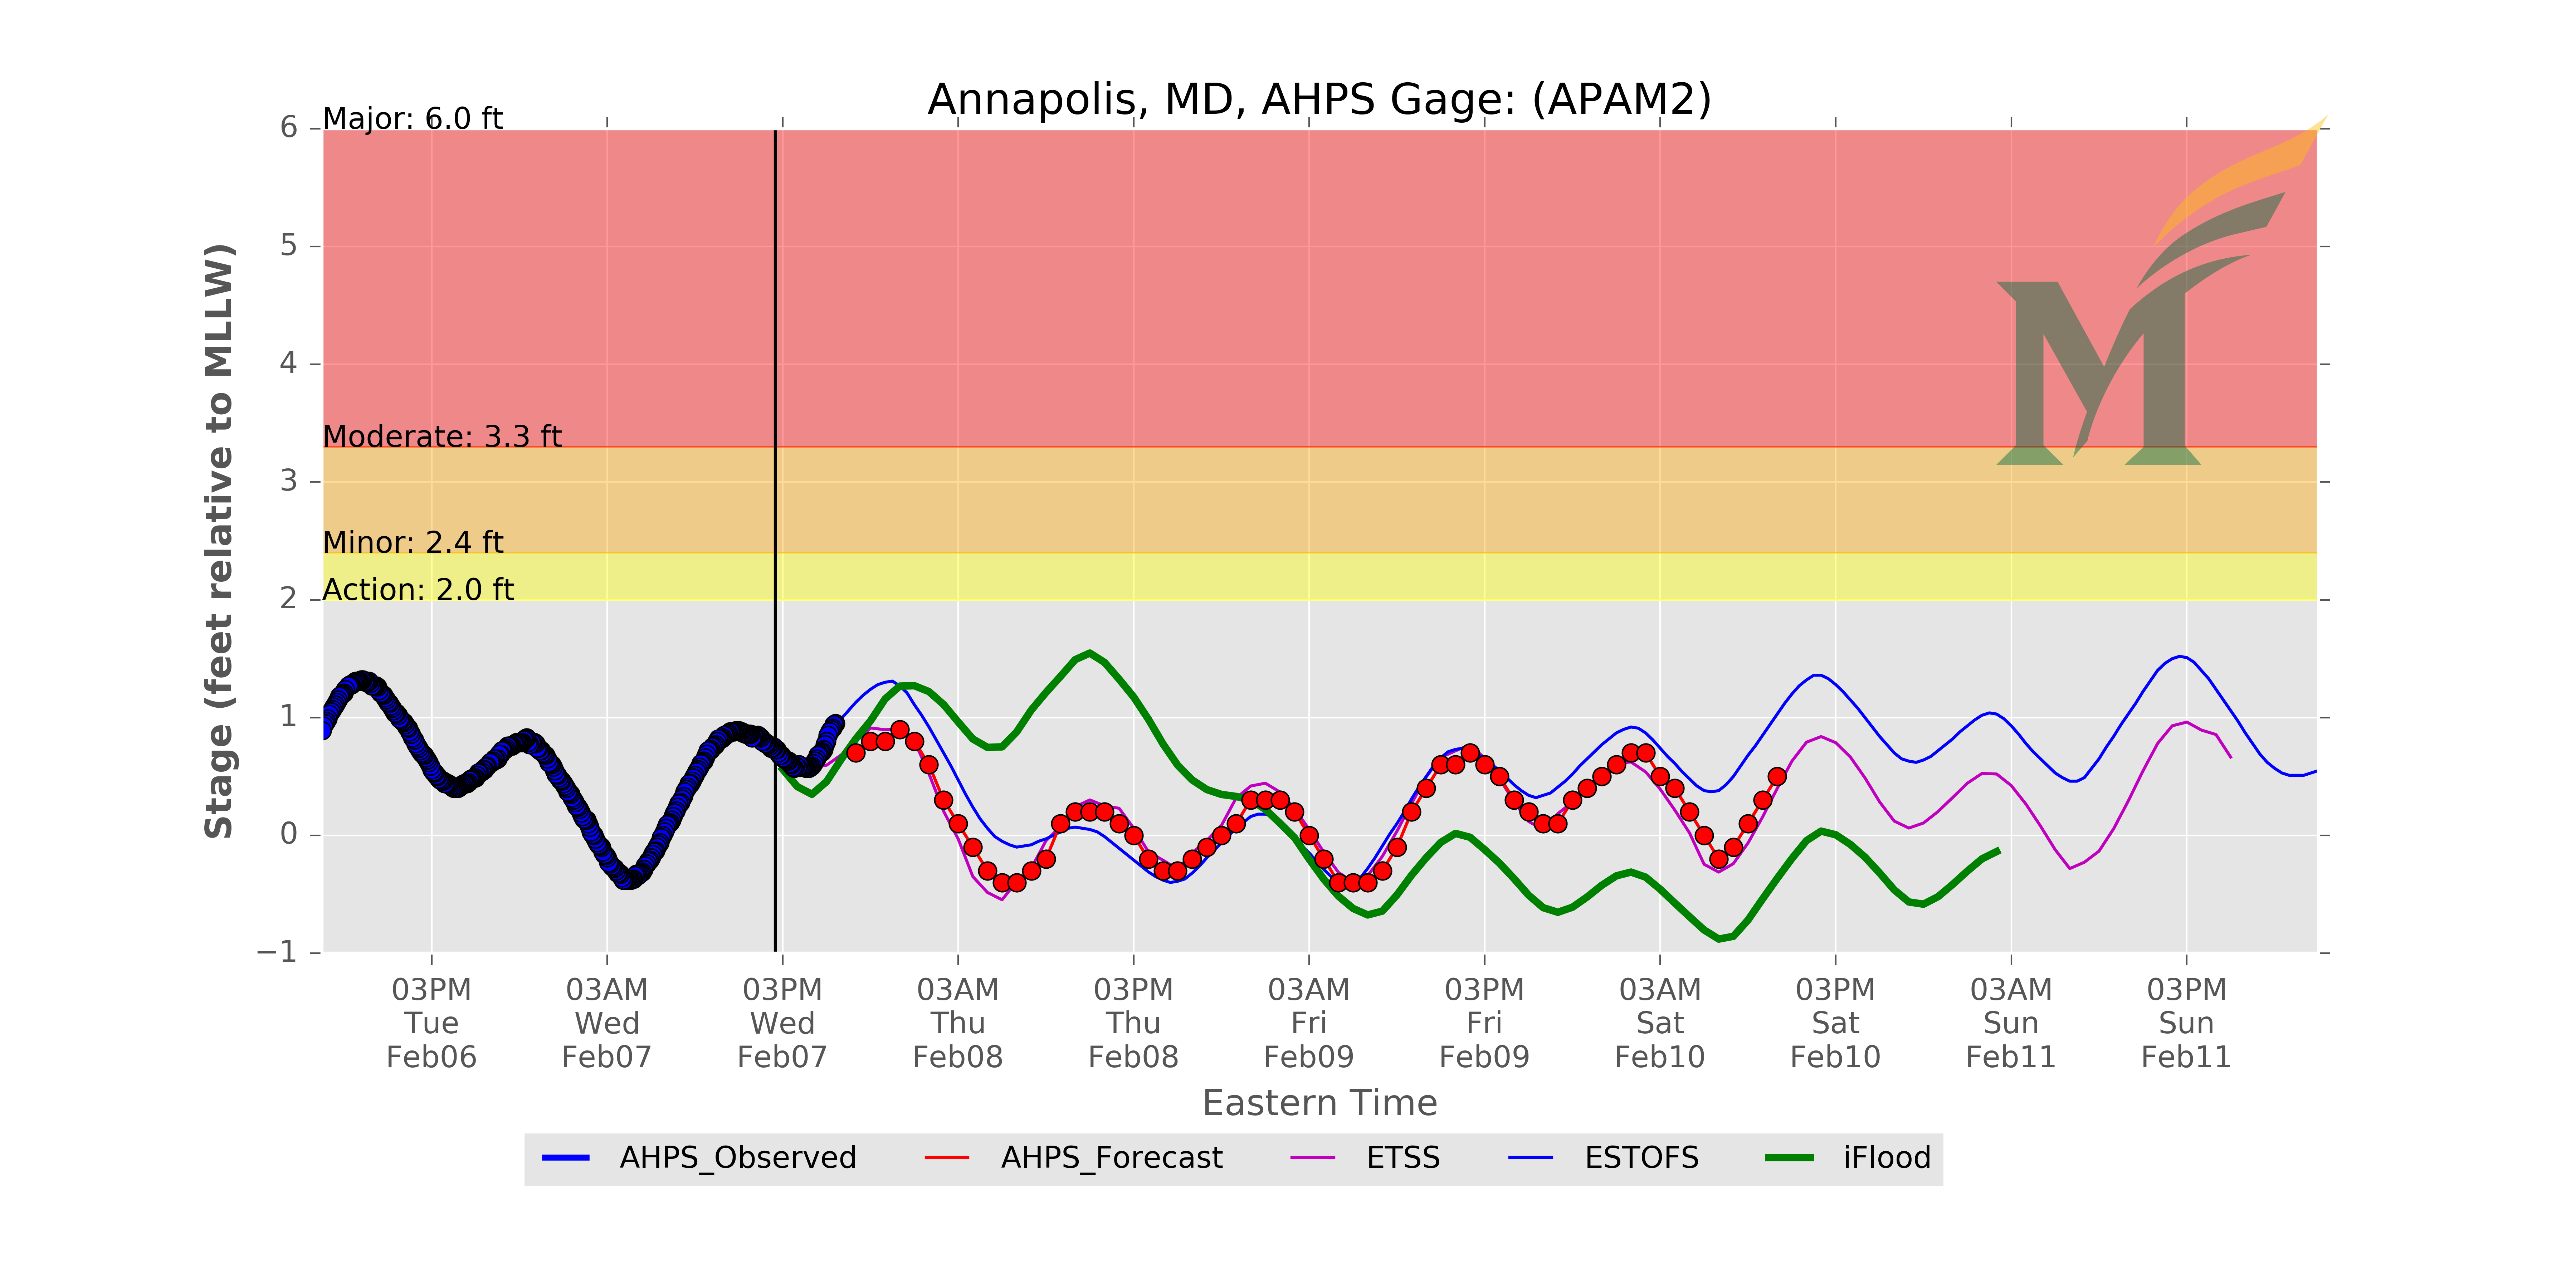 Annapolis, MD, AHPS Gage: (APAM2)
Major: 6.0 ft
Moderate: 3.3 ft
Minor: 2.4 ft
Action: 2.0 ft
6
5
4
3
2
1
0
−1
Stage (feet relative to MLLW)
03PM Tue Feb06
03AM Wed Feb07
03PM Wed Feb07
03AM Thu Feb08
03PM Thu Feb08
03AM Fri Feb09
03PM Fri Feb09
03AM Sat Feb10
03PM Sat Feb10
03AM Sun Feb11
03PM Sun Feb11
Eastern Time
AHPS_Observed AHPS_Forecast ETSS ESTOFS iFlood
M